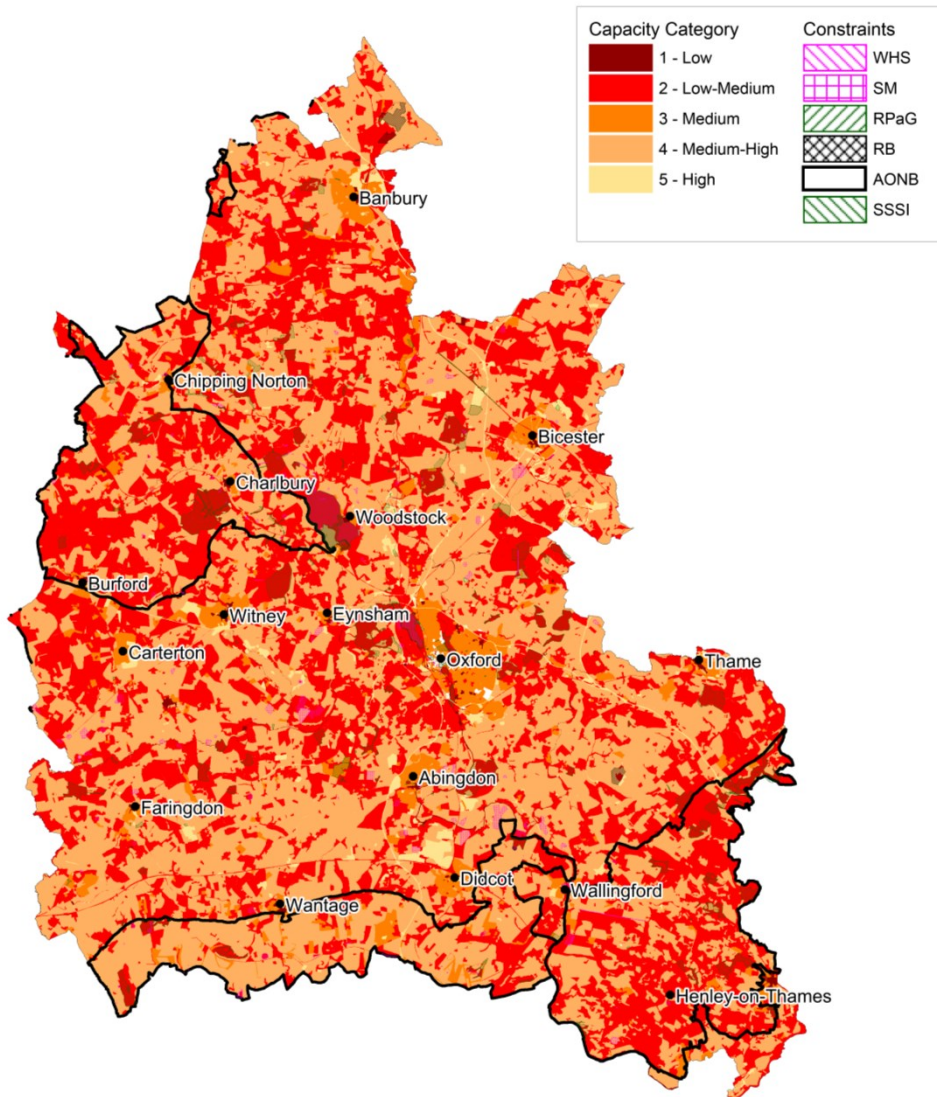 Capacity Category
1 - Low
2 - Low-Medium
3 - Medium
4 - Medium-High
5 - High
Constraints
WHS
SM
RPaG
RB
AONB
SSSI
Banbury
Chipping Norton
Bicester
Charlbury
Woodstock
Burford
Witney
Eynsham
Carterton
Oxford
Thame
Abingdon
Faringdon
Didcot
Wallingford
Wantage
Henley-on-Thames